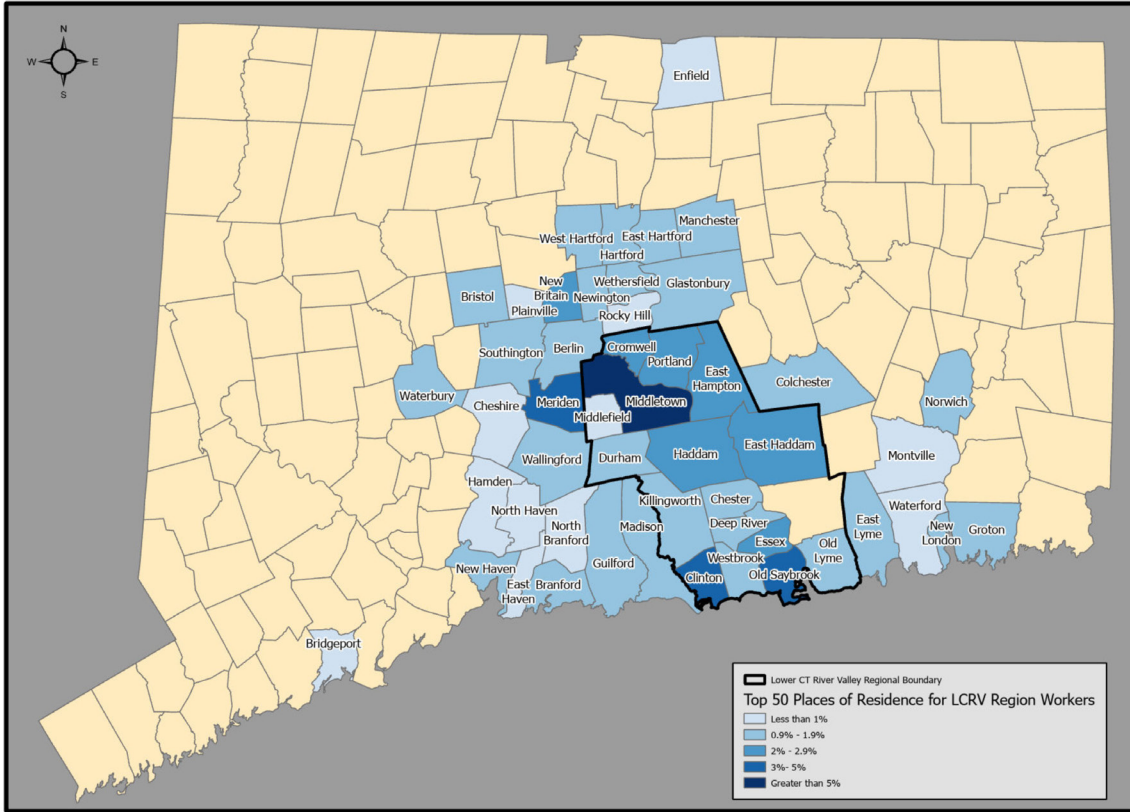 N
W E
S
Enfield
Manchester
West Hartford
East Hartford
Hartford
New
Britain
Wethersfield
Glastonbury
Bristol
Newington
Plainville
Rocky Hill
Southington
Berlin
Cromwell
Portland
East
Hampton
Colchester
Waterbury
Meriden
Middletown
Norwich
Cheshire
Middlefield
Wallingford
Durham
Haddam
East Haddam
Montville
Hamden
North Haven
Killingworth
Chester
Waterford
North
Branford
Madison
Deep River
East
Lyme
New
London
Groton
Essex
Old
Lyme
Guilford
Westbrook
New Haven
East
Haven
Branford
Clinton
Old Saybrook
Bridgeport
Lower CT River Valley Regional Boundary
Top 50 Places of Residence for LCRV Region Workers
Less than 1%
0.9% - 1.9%
2% - 2.9%
3%- 5%
Greater than 5%